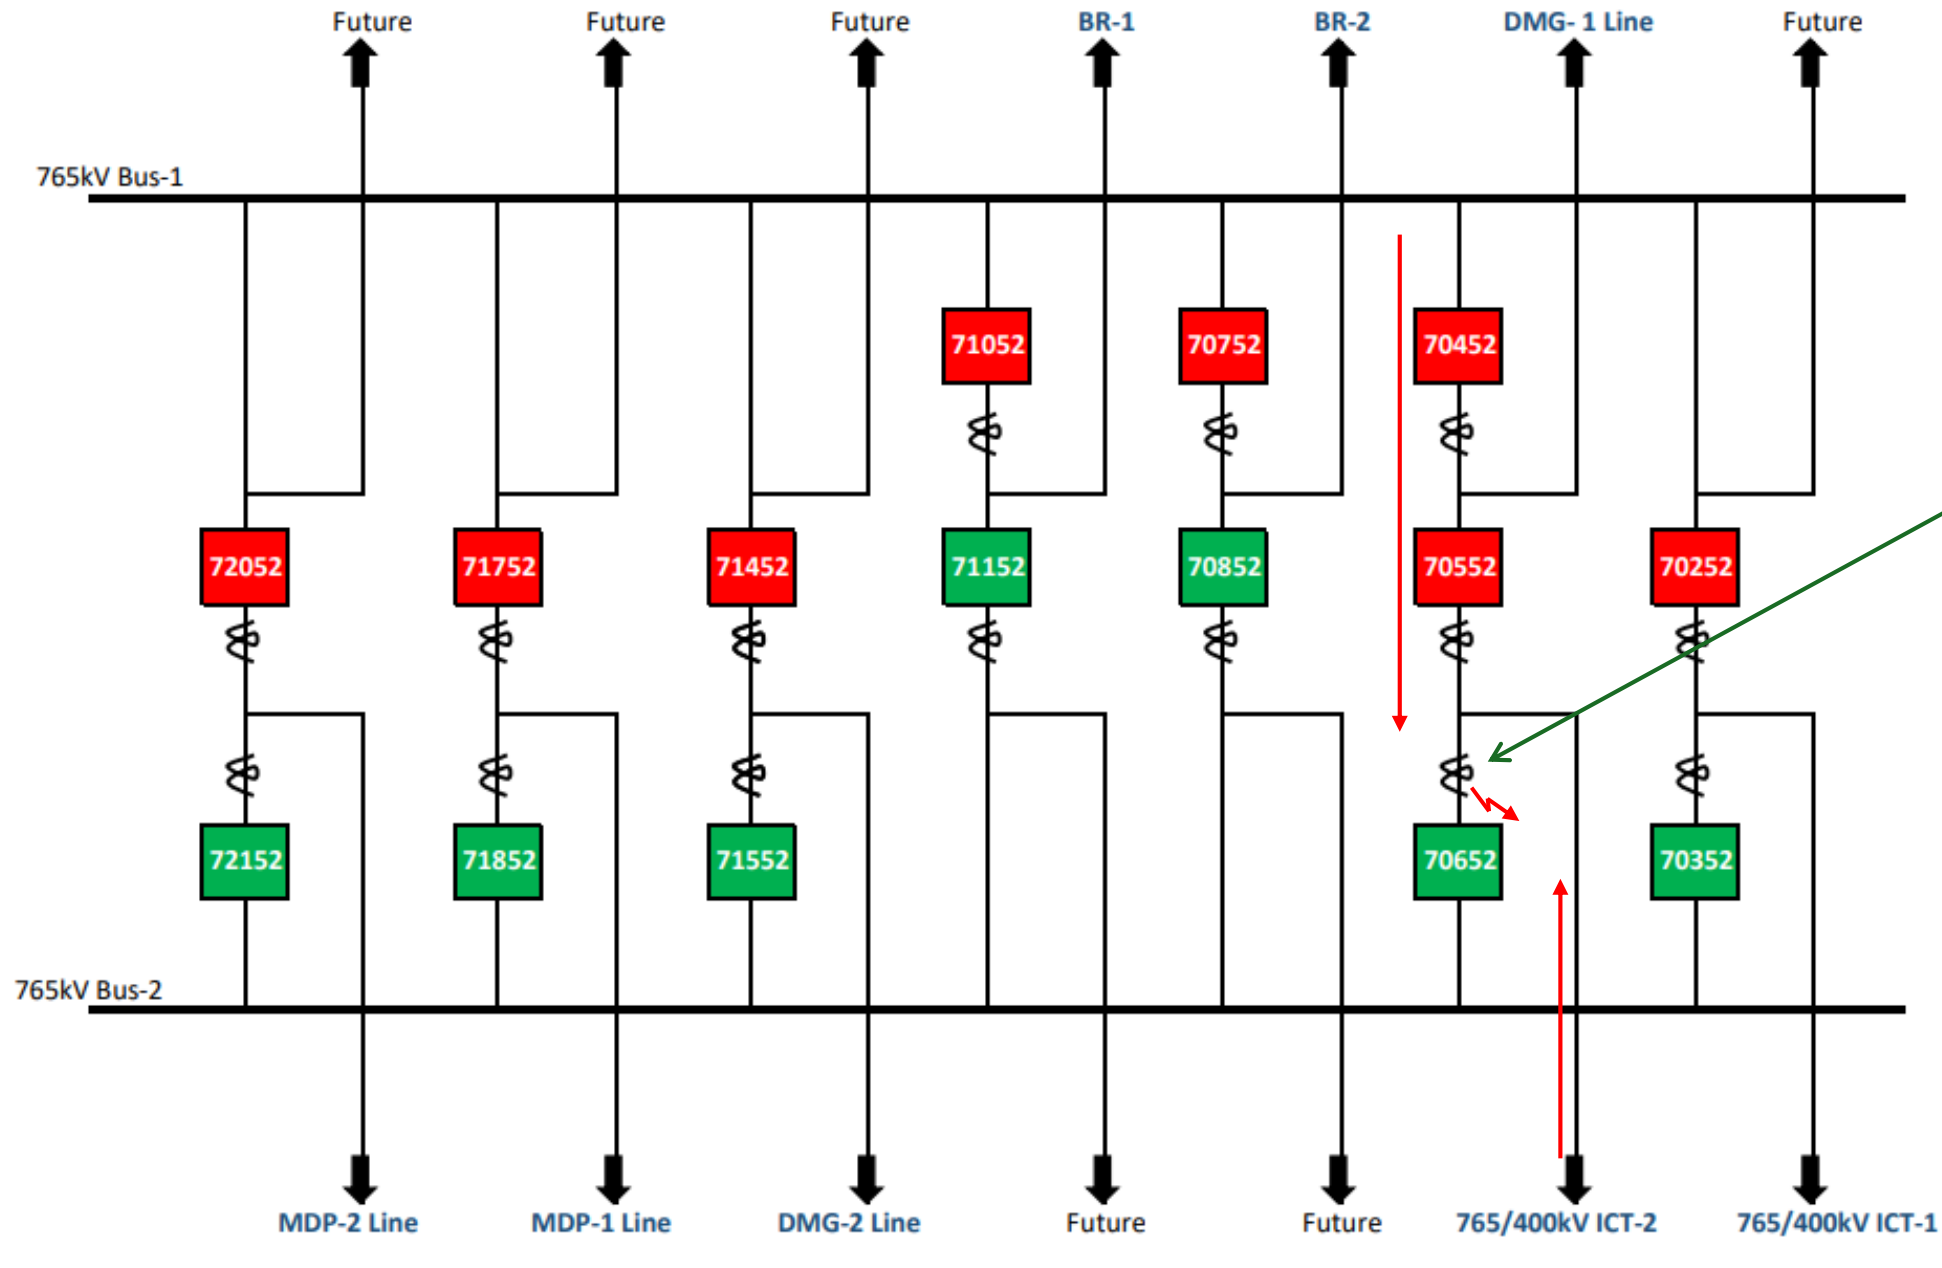 Future
Future
Future
BR-1
BR-2
DMG- 1 Line
Future
765kV Bus-1
71052
70752
70452
72052
71752
71452
71152
70852
70552
70252
72152
71852
71552
70652
70352
765kV Bus-2
MDP-2 Line
MDP-1 Line
DMG-2 Line
Future
Future
765/400kV ICT-2
765/400kV ICT-1